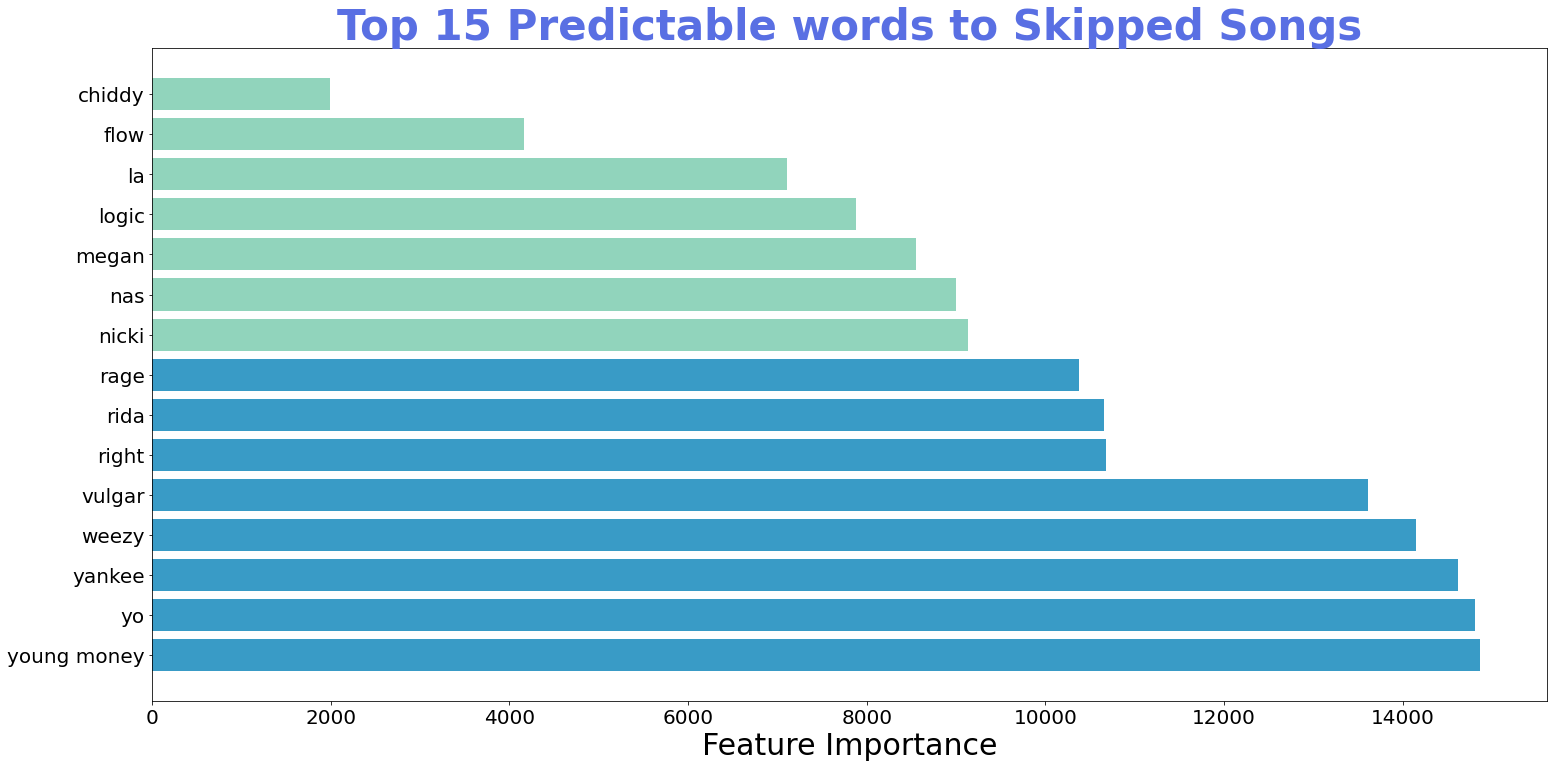 Top 15 Predictable words to Skipped Songs
chiddy
flow
la
logic
megan
nas
nicki
rage
rida
right
vulgar
weezy
yankee
yo
young money
0 2000 4000 6000 8000 10000 12000 14000
Feature Importance